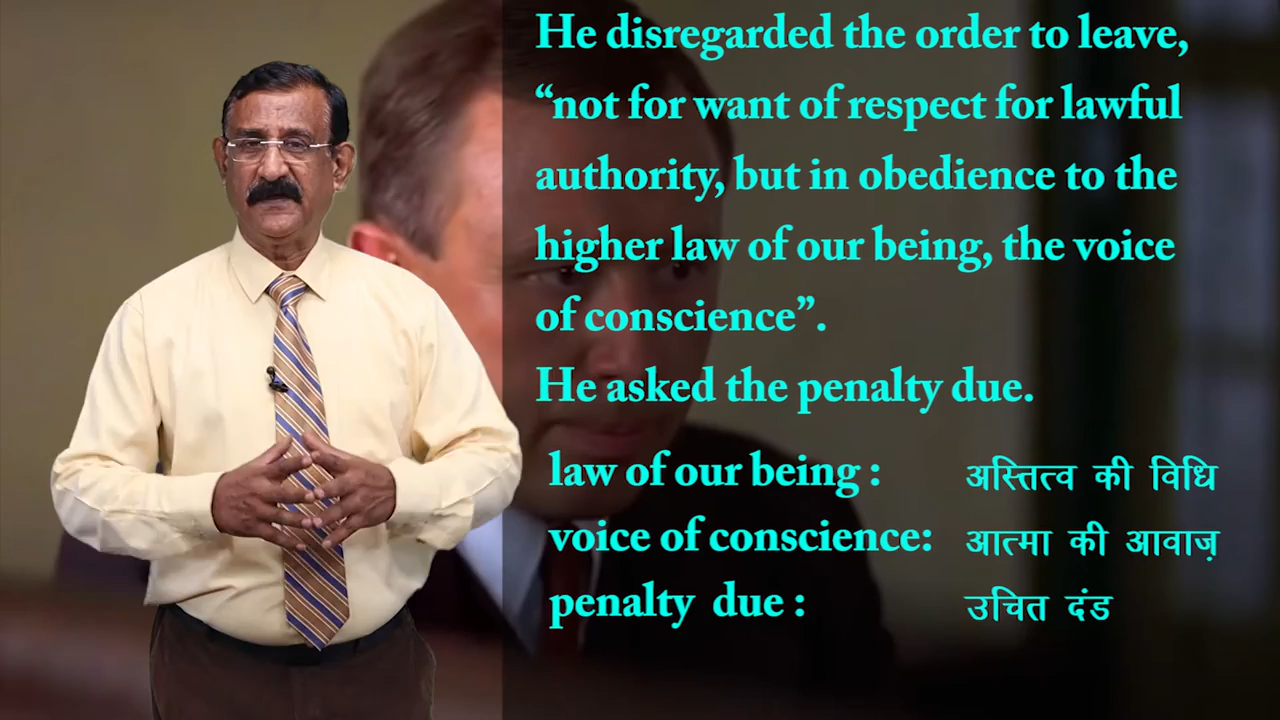 He disregarded the order to leave,
“not for want of respect for lawful
authority, but in obedience to the
higher law of our being, the voice
of conscience”.
He asked the penalty due.
law of our being : अस्तित्व की विधि
voice of conscience: आत्मा की आवाज़
penalty due : उचित दंड